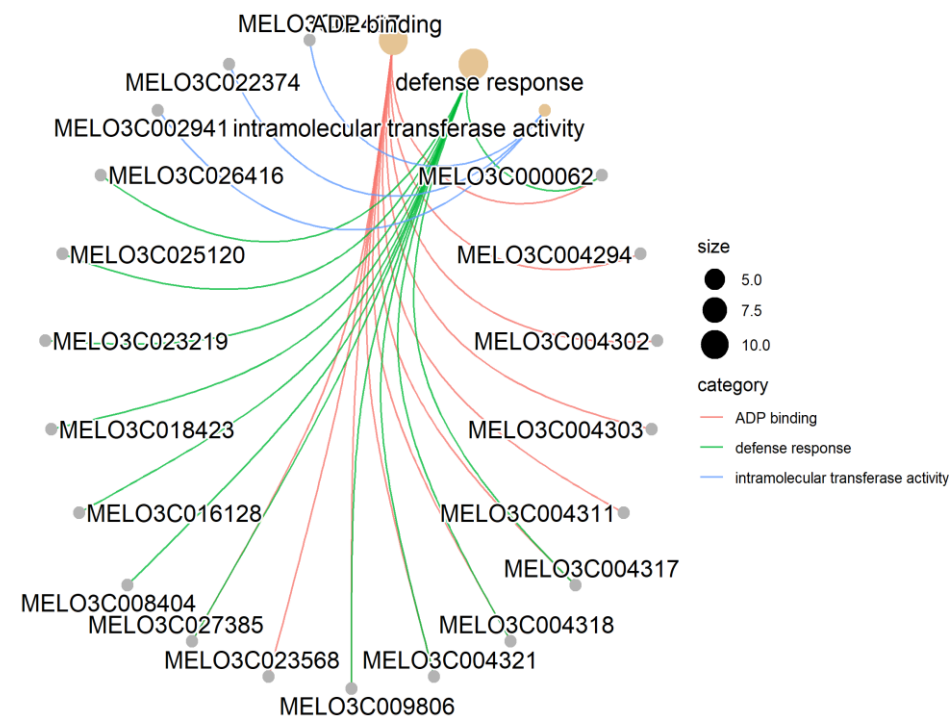 ADP binding
defense response
MELO3C022374
MELO3C002941
intramolecular transferase activity
MELO3C026416
MELO3C000062
MELO3C025120
MELO3C004294
MELO3C023219
MELO3C004302
MELO3C018423
MELO3C004303
MELO3C016128
MELO3C004311
MELO3C004317
MELO3C008404
MELO3C027385
MELO3C004318
MELO3C023568
MELO3C004321
MELO3C009806
size
5.0
7.5
10.0
category
ADP binding
defense response
intramolecular transferase activity